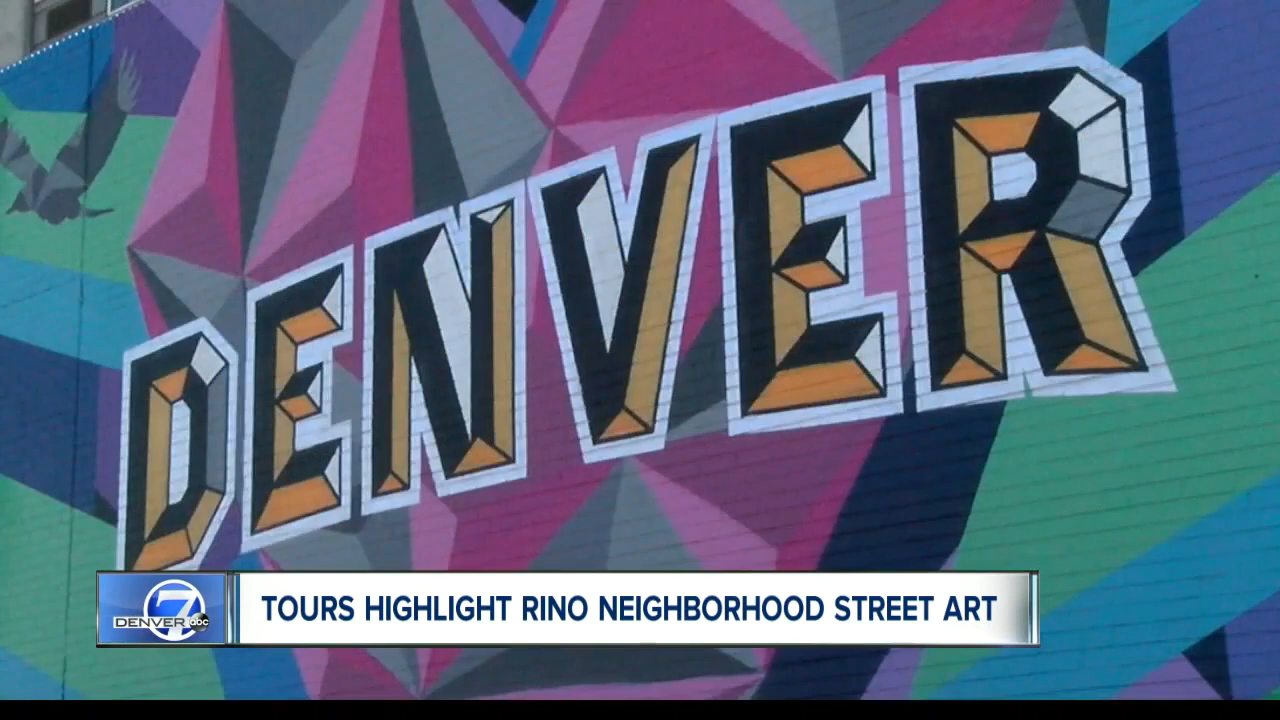 DENVER
DENVER 7 abc
TOURS HIGHLIGHT RINO NEIGHBORHOOD STREET ART